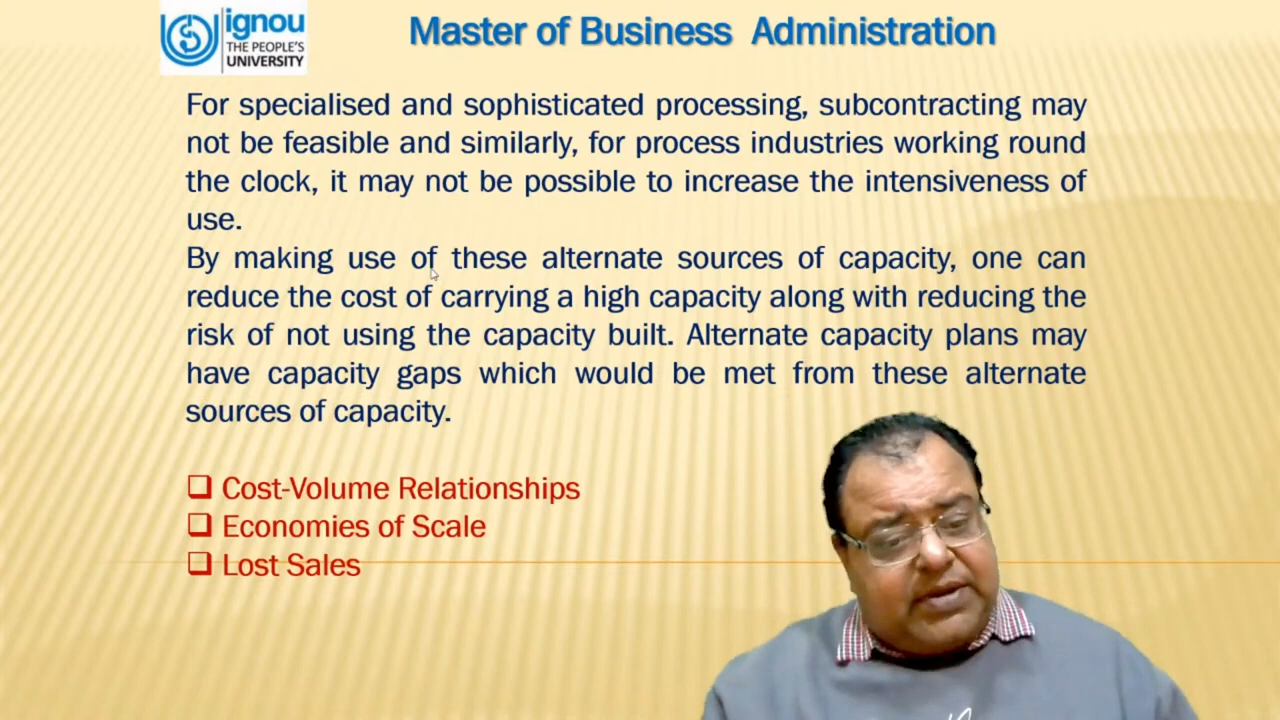 ignou
THE PEOPLE'S
UNIVERSITY
Master of Business Administration
For specialised and sophisticated processing, subcontracting may
not be feasible and similarly, for process industries working round
the clock, it may not be possible to increase the intensiveness of
use.
By making use of these alternate sources of capacity, one can
reduce the cost of carrying a high capacity along with reducing the
risk of not using the capacity built. Alternate capacity plans may
have capacity gaps which would be met from these alternate
sources of capacity.
Cost-Volume Relationships
Economies of Scale
Lost Sales